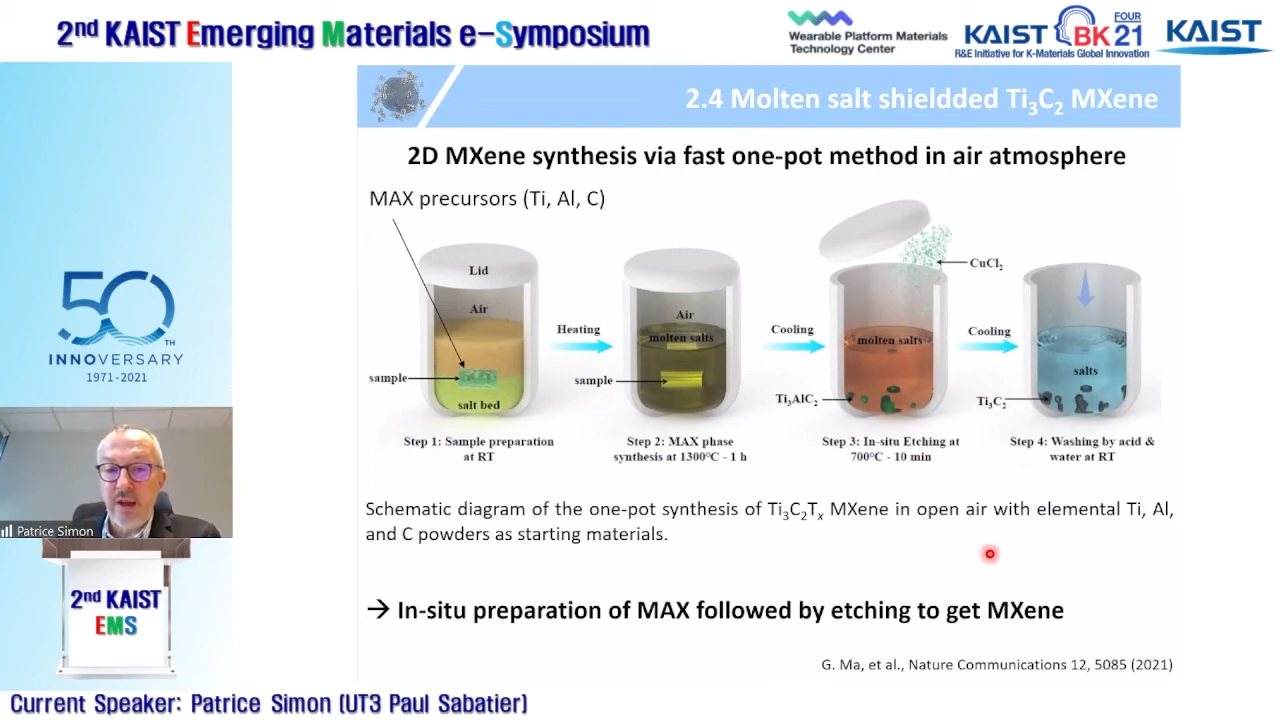 2nd KAIST Emerging Materials e-Symposium
Wearable Platform Materials
Technology Center
KAIST BK21 FOUR
R&E Initiative for K-Materials Global Innovation
KAIST
2.4 Molten salt shieldded Ti₃C₂ MXene
2D MXene synthesis via fast one-pot method in air atmosphere
MAX precursors (Ti, Al, C)
Lid
Air
sample
salt bed
Heating
Air
molten salts
sample
Cooling
CuCl₂
molten salts
Ti₃AlC₂
Cooling
salts
Ti₃C₂
Step 1: Sample preparation
at RT
Step 2: MAX phase
synthesis at 1300°C - 1 h
Step 3: In-situ Etching at
700°C - 10 min
Step 4: Washing by acid &
water at RT
Schematic diagram of the one-pot synthesis of Ti₃C₂Tₓ MXene in open air with elemental Ti, Al,
and C powders as starting materials.
→ In-situ preparation of MAX followed by etching to get MXene
G. Ma, et al., Nature Communications 12, 5085 (2021)
50TH
INNOVERSARY
1971-2021
Patrice Simon
2nd KAIST
EMS
Current Speaker: Patrice Simon (UT3 Paul Sabatier)